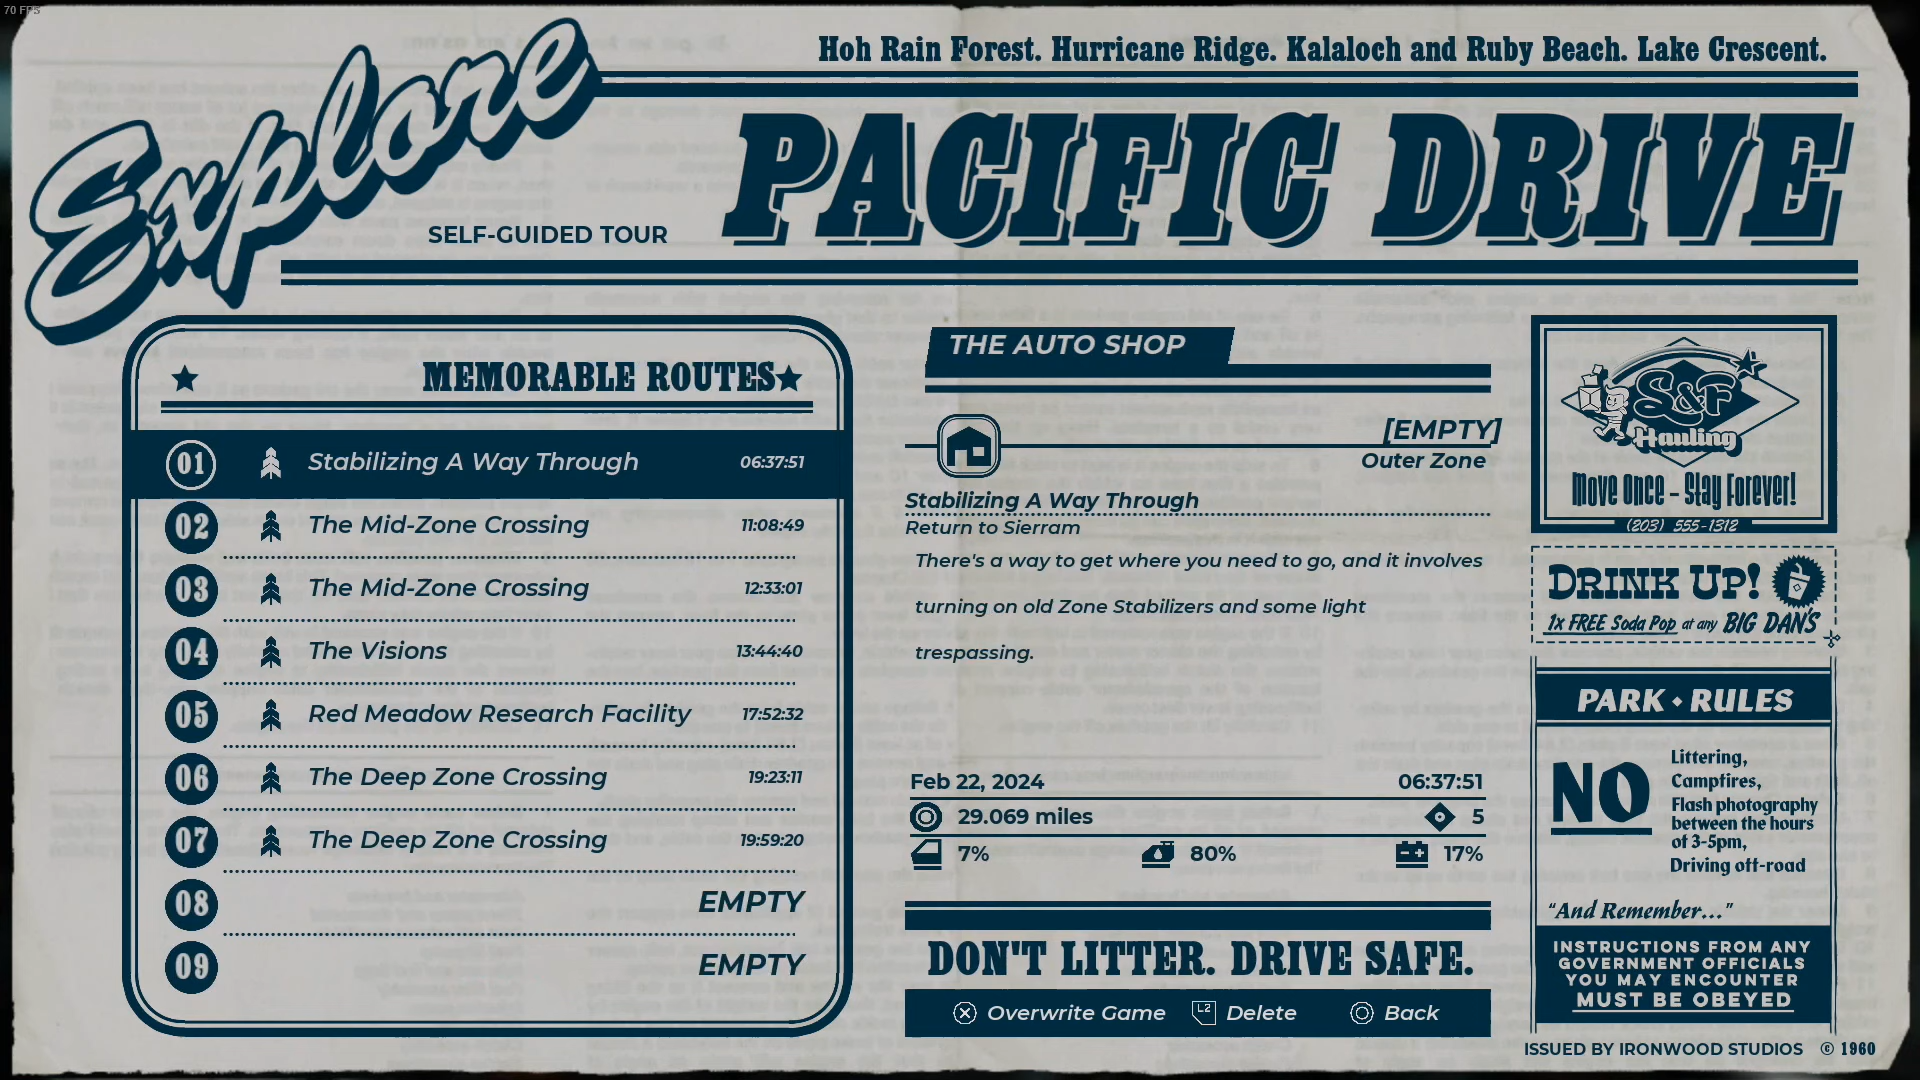 70 FPS
Hoh Rain Forest. Hurricane Ridge. Kalaloch and Ruby Beach. Lake Crescent.
Explore
PACIFIC DRIVE
SELF-GUIDED TOUR
MEMORABLE ROUTES
01 Stabilizing A Way Through 06:37:51
02 The Mid-Zone Crossing 11:08:49
03 The Mid-Zone Crossing 12:33:01
04 The Visions 13:44:40
05 Red Meadow Research Facility 17:52:32
06 The Deep Zone Crossing 19:23:11
07 The Deep Zone Crossing 19:59:20
08 EMPTY
09 EMPTY
THE AUTO SHOP
[EMPTY]
Outer Zone
Stabilizing A Way Through
Return to Sierram
There's a way to get where you need to go, and it involves
turning on old Zone Stabilizers and some light
trespassing.
Feb 22, 2024 06:37:51
29.069 miles 5
7% 80% 17%
DON'T LITTER. DRIVE SAFE.
Overwrite Game L2 Delete Back
S&F
Hauling
Move Once - Stay Forever!
(203) 555-1312
DRINK UP!
1x FREE Soda Pop at any BIG DAN'S
PARK • RULES
NO
Littering,
Campfires,
Flash photography
between the hours
of 3-5pm,
Driving off-road
"And Remember..."
INSTRUCTIONS FROM ANY
GOVERNMENT OFFICIALS
YOU MAY ENCOUNTER
MUST BE OBEYED
ISSUED BY IRONWOOD STUDIOS © 1960